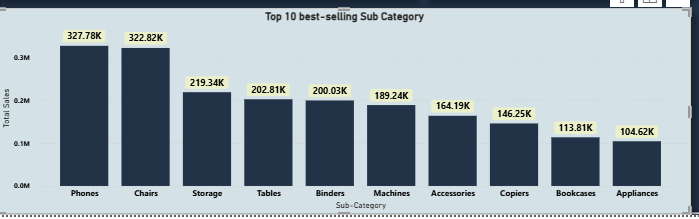 Top 10 best-selling Sub Category
327.78K
322.82K
219.34K
202.81K
200.03K
189.24K
164.19K
146.25K
113.81K
104.62K
Total Sales
0.3M
0.2M
0.1M
0.0M
Phones Chairs Storage Tables Binders Machines Accessories Copiers Bookcases Appliances
Sub-Category